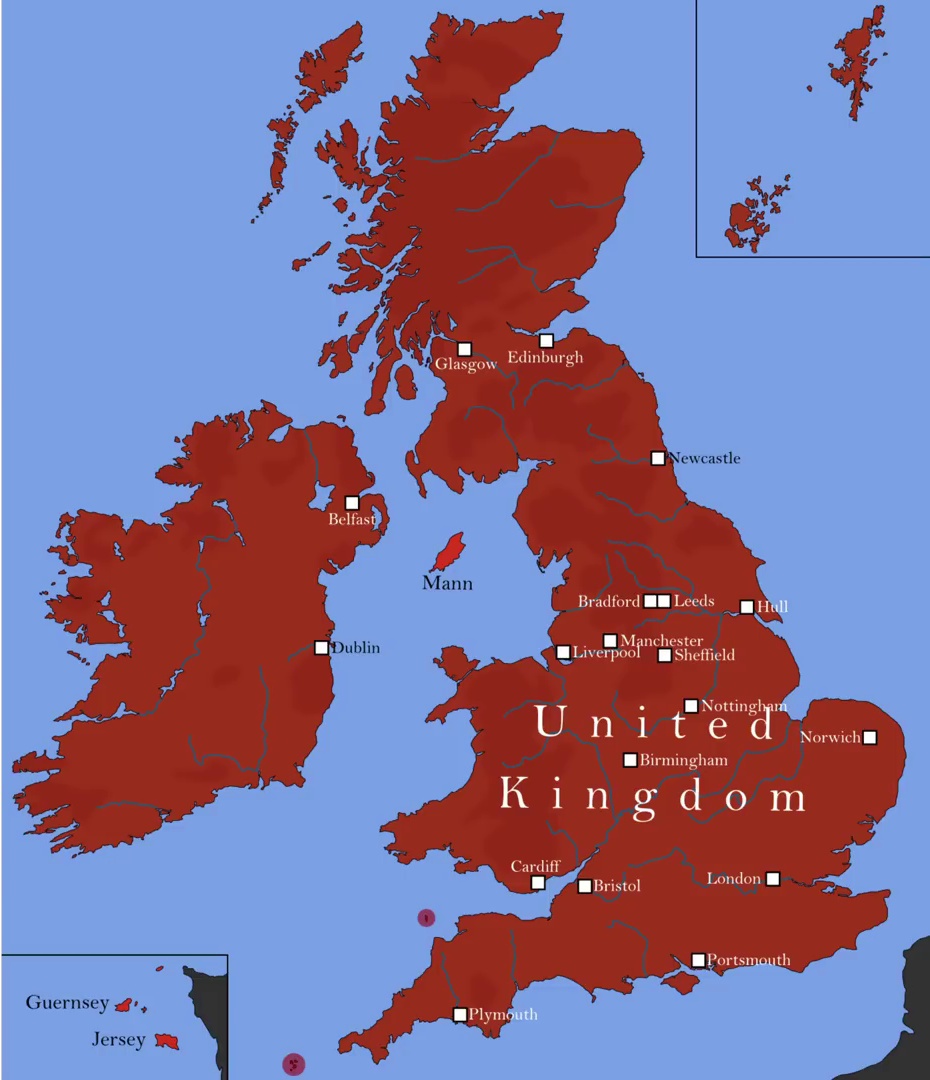 Glasgow
Edinburgh
Newcastle
Belfast
Mann
Bradford
Leeds
Hull
Manchester
Dublin
Liverpool
Sheffield
Nottingham
United
Norwich
Birmingham
Kingdom
Cardiff
London
Bristol
Portsmouth
Guernsey
Plymouth
Jersey